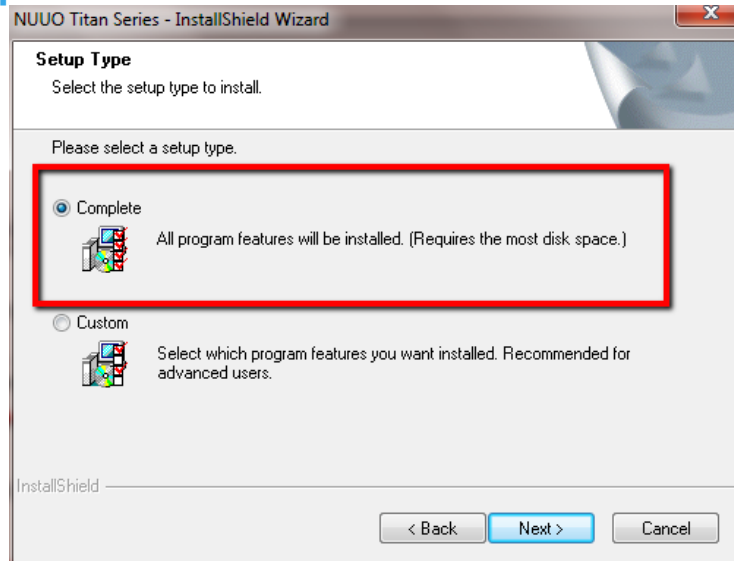 NUUO Titan Series - InstallShield Wizard
Setup Type
Select the setup type to install.
Please select a setup type.
Complete
All program features will be installed. (Requires the most disk space.)
Custom
Select which program features you want installed. Recommended for
advanced users.
InstallShield
< Back Next > Cancel